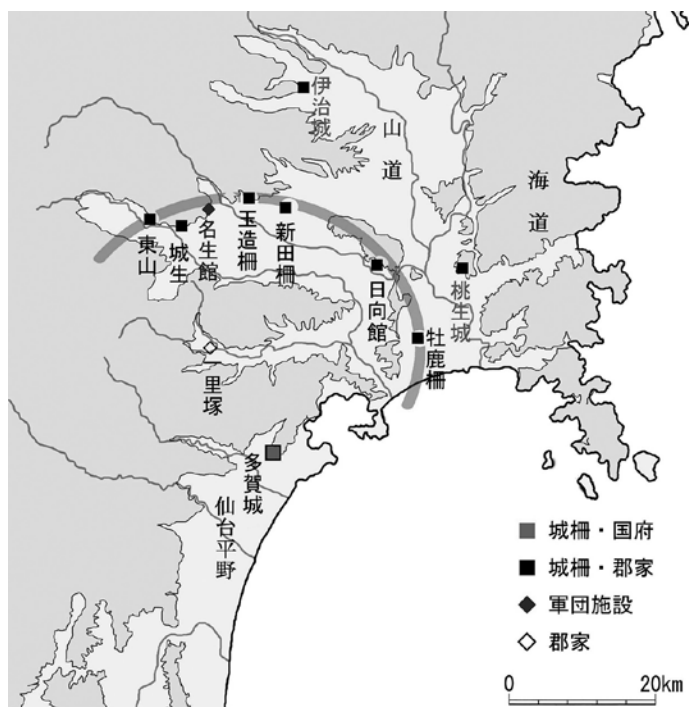 伊治城
山道
海道
東山
城生
名生館
玉造柵
新田柵
日向館
桃生城
牡鹿柵
一里塚
多賀城
仙台平野
城柵・国府
城柵・郡家
軍団施設
郡家
0
20km